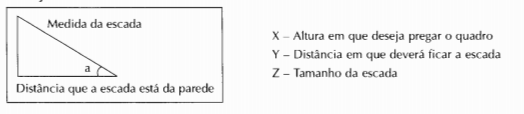 Medida da escada
a
Distância que a escada está da parede
X – Altura em que deseja pregar o quadro
Y – Distância em que deverá ficar a escada
Z – Tamanho da escada